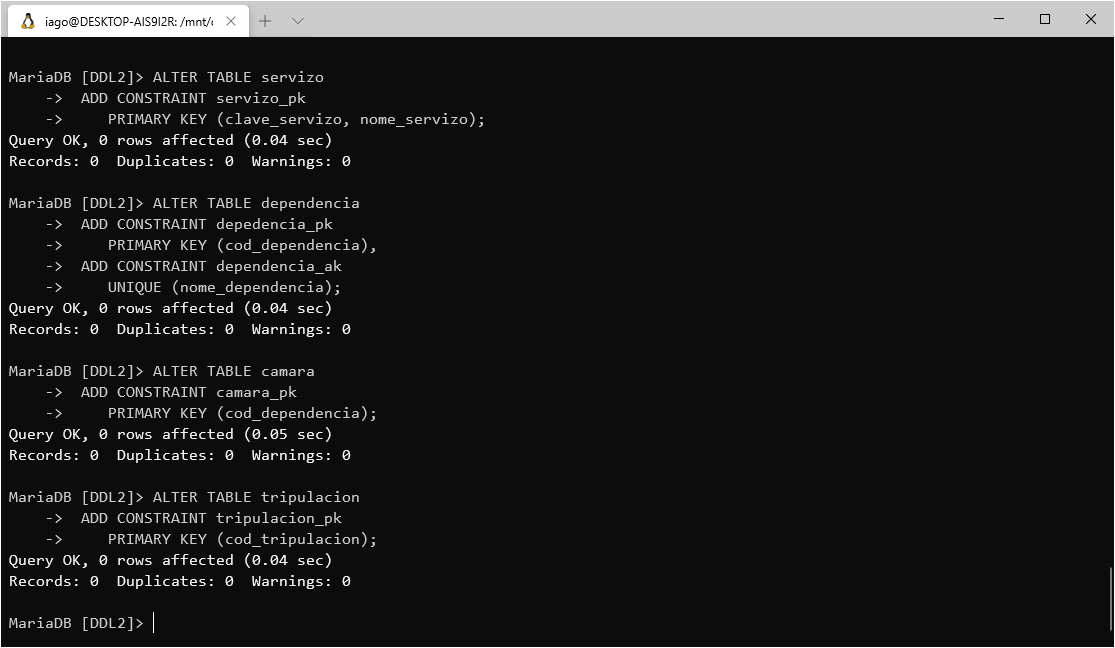 iago@DESKTOP-AIS9I2R: /mnt/
MariaDB [DDL2]> ALTER TABLE servizo
    ->  ADD CONSTRAINT servizo_pk
    ->     PRIMARY KEY (clave_servizo, nome_servizo);
Query OK, 0 rows affected (0.04 sec)
Records: 0  Duplicates: 0  Warnings: 0
MariaDB [DDL2]> ALTER TABLE dependencia
    ->  ADD CONSTRAINT depedencia_pk
    ->     PRIMARY KEY (cod_dependencia),
    ->  ADD CONSTRAINT dependencia_ak
    ->     UNIQUE (nome_dependencia);
Query OK, 0 rows affected (0.04 sec)
Records: 0  Duplicates: 0  Warnings: 0
MariaDB [DDL2]> ALTER TABLE camara
    ->  ADD CONSTRAINT camara_pk
    ->     PRIMARY KEY (cod_dependencia);
Query OK, 0 rows affected (0.05 sec)
Records: 0  Duplicates: 0  Warnings: 0
MariaDB [DDL2]> ALTER TABLE tripulacion
    ->  ADD CONSTRAINT tripulacion_pk
    ->     PRIMARY KEY (cod_tripulacion);
Query OK, 0 rows affected (0.04 sec)
Records: 0  Duplicates: 0  Warnings: 0
MariaDB [DDL2]>